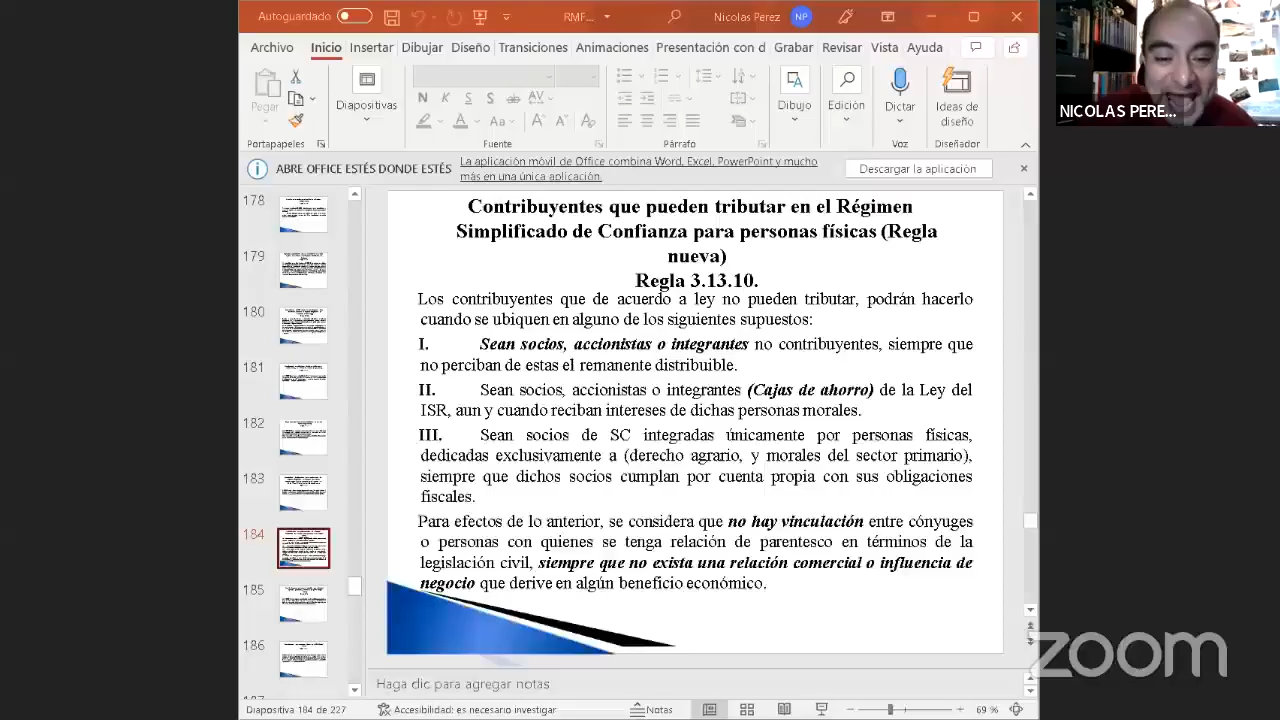 Autoguardado
RMF...
Nicolas Perez
NP
Archivo Inicio Insertar Dibujar Diseño Transiciones Animaciones Presentación con d Grabar Revisar Vista Ayuda
Pegar
Diapositivas
N K S S ab AV
Aa
Dibujo
Edición
Dictar
Ideas de
diseño
Portapapeles
Fuente
Párrafo
Voz
Diseñador
ABRE OFFICE ESTÉS DONDE ESTÉS
La aplicación móvil de Office combina Word, Excel, PowerPoint y mucho
más en una única aplicación.
Descargar la aplicación
178
179
180
181
182
183
184
185
186
Contribuyentes que pueden tributar en el Régimen
Simplificado de Confianza para personas físicas (Regla
nueva)
Regla 3.13.10.
Los contribuyentes que de acuerdo a ley no pueden tributar, podrán hacerlo
cuando se ubiquen en alguno de los siguientes supuestos:
I. Sean socios, accionistas o integrantes no contribuyentes, siempre que
no perciban de estas el remanente distribuible.
II. Sean socios, accionistas o integrantes (Cajas de ahorro) de la Ley del
ISR, aun y cuando reciban intereses de dichas personas morales.
III. Sean socios de SC integradas únicamente por personas físicas,
dedicadas exclusivamente a (derecho agrario, y morales del sector primario),
siempre que dichos socios cumplan por cuenta propia con sus obligaciones
fiscales.
Para efectos de lo anterior, se considera que no hay vinculación entre cónyuges
o personas con quienes se tenga relación de parentesco en términos de la
legislación civil, siempre que no exista una relación comercial o influencia de
negocio que derive en algún beneficio económico.
Haga clic para agregar notas
Diapositiva 184 de
Accesibilidad: es necesario investigar
Notas
69 %
NICOLAS PERE...
zoom